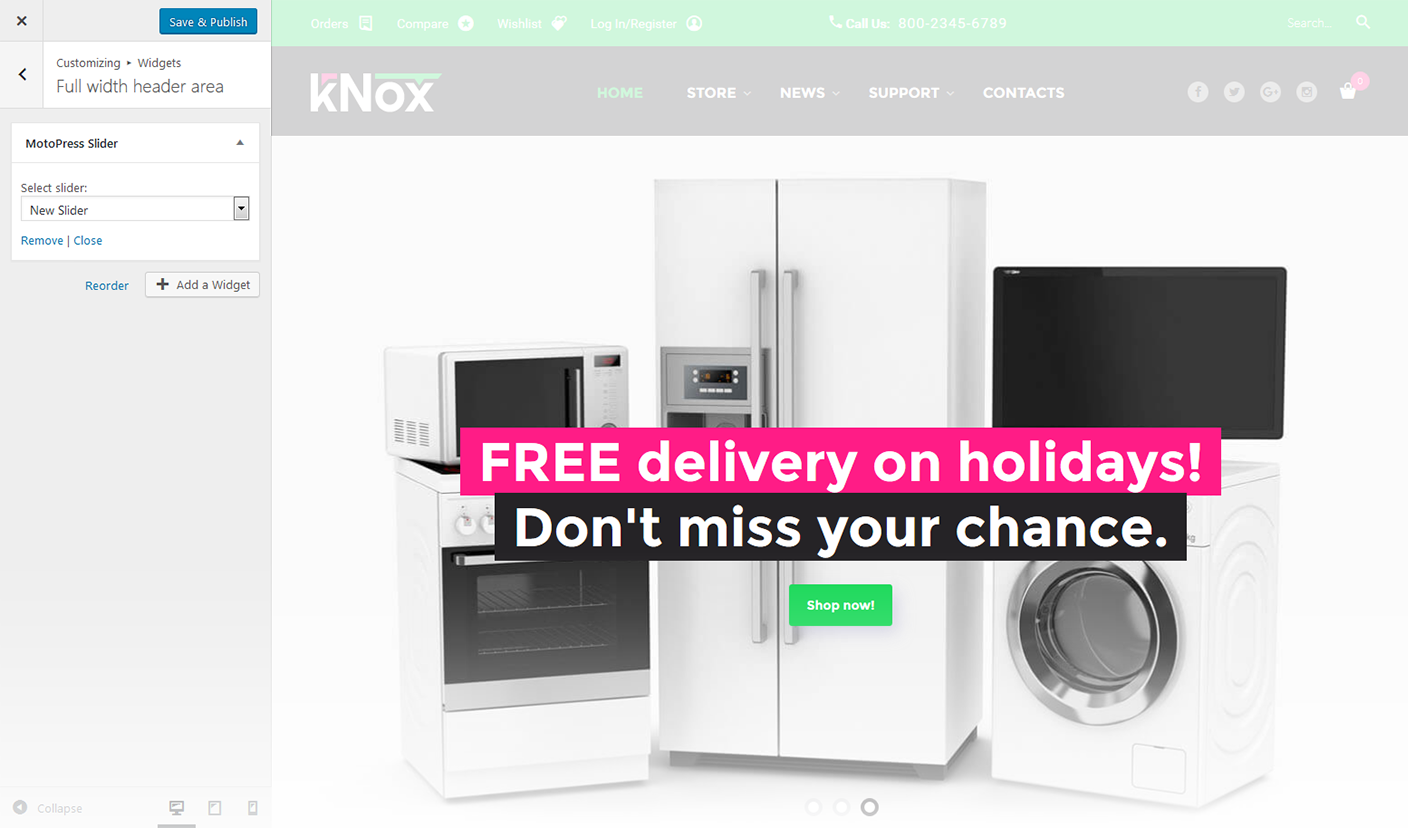 Save & Publish
Customizing ▸ Widgets
Full width header area
MotoPress Slider
Select slider:
New Slider
Remove | Close
Reorder
Add a Widget
Collapse
Orders Compare Wishlist Log In/Register Call Us: 800-2345-6789 Search...
kNox
HOME STORE NEWS SUPPORT CONTACTS
0
FREE delivery on holidays!
Don't miss your chance.
Shop now!
kg